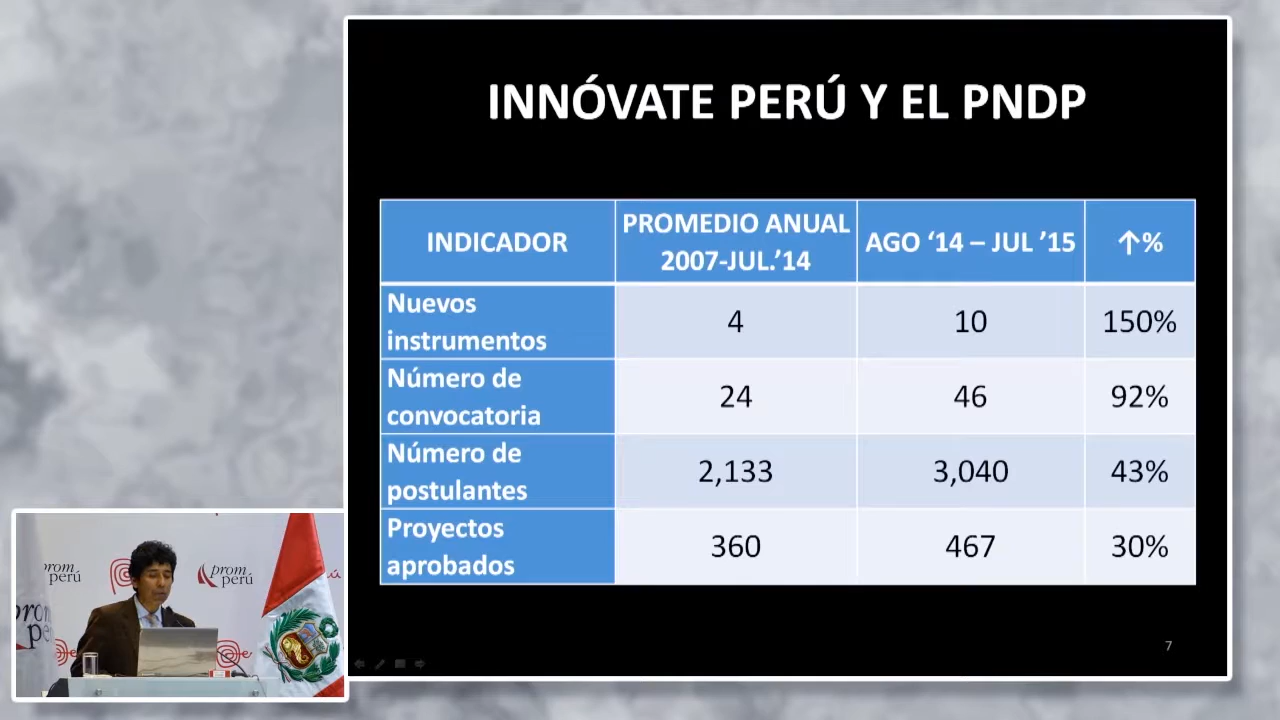 INNÓVATE PERÚ Y EL PNDP
INDICADOR
PROMEDIO ANUAL
2007-JUL.’14
AGO ‘14 – JUL ’15
↑%
Nuevos
instrumentos
4
10
150%
Número de
convocatoria
24
46
92%
Número de
postulantes
2,133
3,040
43%
Proyectos
aprobados
360
467
30%
7
prom
perú
prom
perú